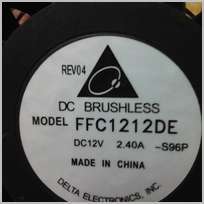 REV04
DC BRUSHLESS
MODEL FFC1212DE
DC12V 2.40A -S96P
MADE IN CHINA
DELTA ELECTRONICS, INC.